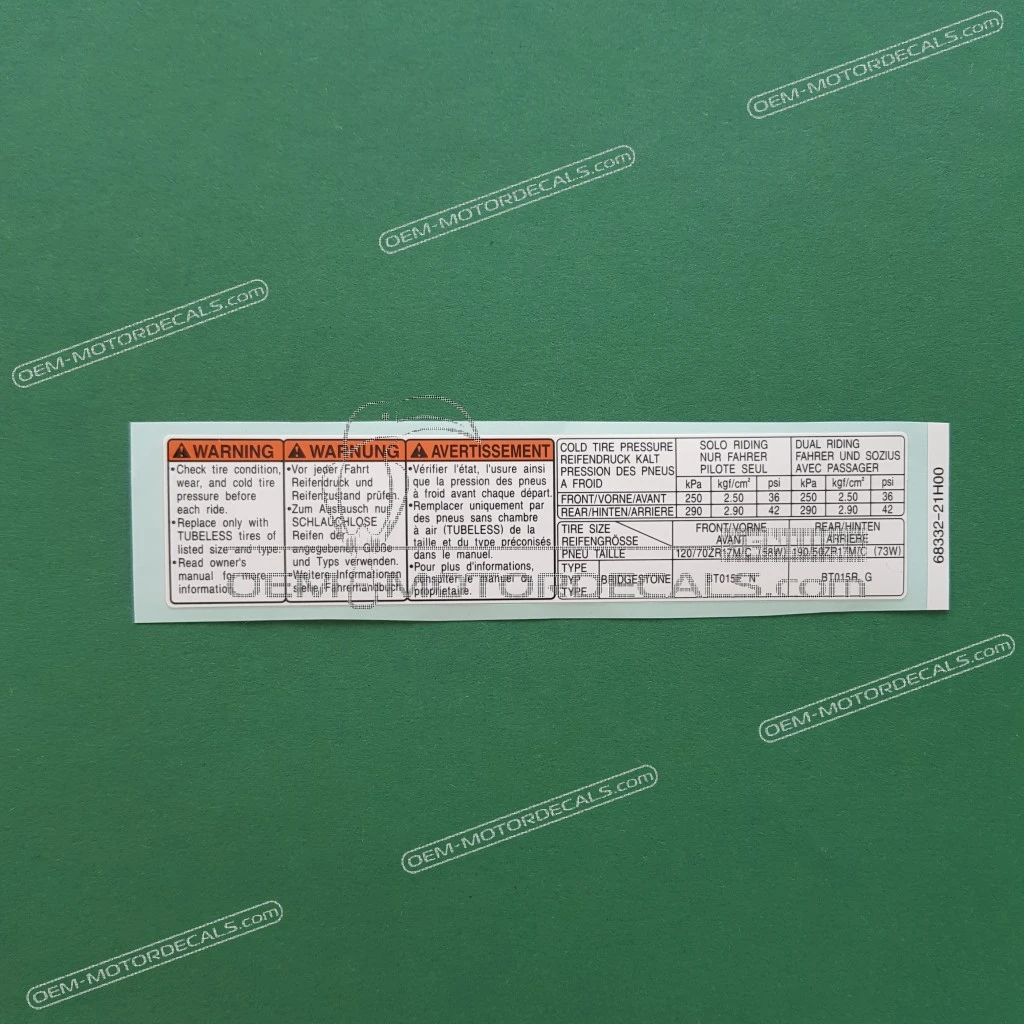 OEM-MOTORDECALS.com
OEM-MOTORDECALS.com
OEM-MOTORDECALS.com
WARNING
•Check tire condition,
wear, and cold tire
pressure before
each ride.
•Replace only with
TUBELESS tires of
listed size and type.
•Read owner's
manual for more
information.
WARNUNG
•Vor jeder Fahrt
Reifendruck und
Reifenzustand prüfen.
•Zum Austausch nur
SCHLAUCHLOSE
Reifen der
angegebenen Größe
und Typs verwenden.
•Weitere Informationen
siehe Fahrerhandbuch.
AVERTISSEMENT
•Vérifier l'état, l'usure ainsi
que la pression des pneus
à froid avant chaque départ.
•Remplacer uniquement par
des pneus sans chambre
à air (TUBELESS) de la
taille et du type préconisés
dans le manuel.
•Pour plus d'informations,
le manuel du
propriétaire.
COLD TIRE PRESSURE
REIFENDRUCK KALT
PRESSION DES PNEUS
A FROID
SOLO RIDING
NUR FAHRER
PILOTE SEUL
DUAL RIDING
FAHRER UND SOZIUS
AVEC PASSAGER
kPa kgf/cm² psi kPa kgf/cm² psi
FRONT/VORNE/AVANT 250 2.50 36 250 2.50 36
REAR/HINTEN/ARRIERE 290 2.90 42 290 2.90 42
TIRE SIZE
REIFENGRÖSSE
PNEU TAILLE
FRONT/VORNE
AVANT
REAR/HINTEN
ARRIERE
120/70ZR17M/C (58W) 190/50ZR17M/C (73W)
TYPE
TYP
TYPE
BRIDGESTONE BT015F N BT015R G
68332-21H00
OEM-MOTORDECALS.com
OEM-MOTORDECALS.com
OEM-MOTORDECALS.com
OEM-MOTORDECALS.com